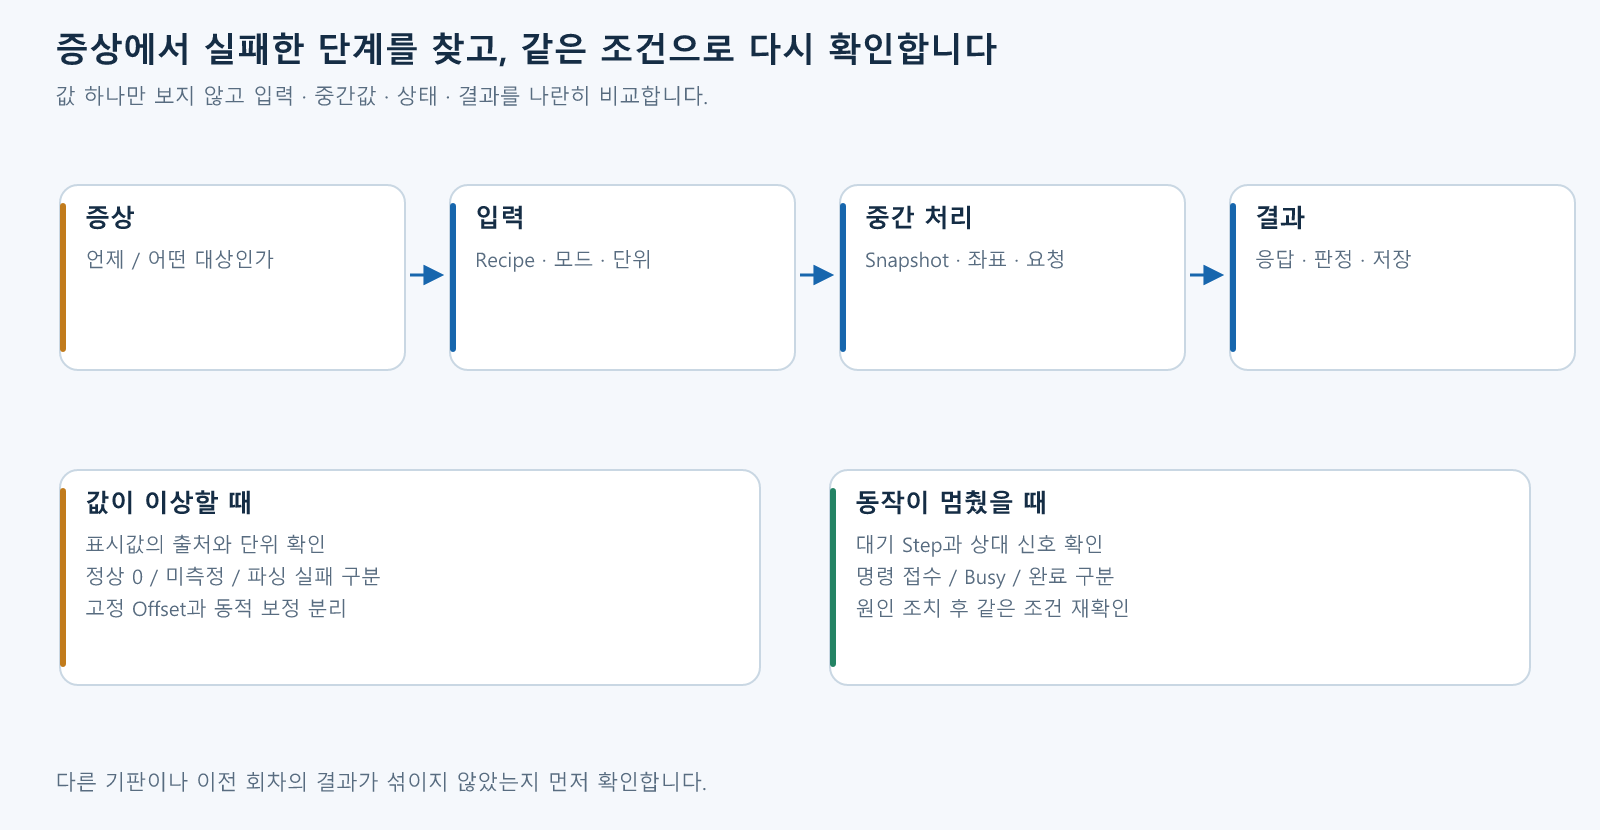 증상에서 실패한 단계를 찾고, 같은 조건으로 다시 확인합니다
값 하나만 보지 않고 입력 · 중간값 · 상태 · 결과를 나란히 비교합니다.
증상
언제 / 어떤 대상인가
입력
Recipe · 모드 · 단위
중간 처리
Snapshot · 좌표 · 요청
결과
응답 · 판정 · 저장
값이 이상할 때
표시값의 출처와 단위 확인
정상 0 / 미측정 / 파싱 실패 구분
고정 Offset과 동적 보정 분리
동작이 멈췄을 때
대기 Step과 상대 신호 확인
명령 접수 / Busy / 완료 구분
원인 조치 후 같은 조건 재확인
다른 기판이나 이전 회차의 결과가 섞이지 않았는지 먼저 확인합니다.